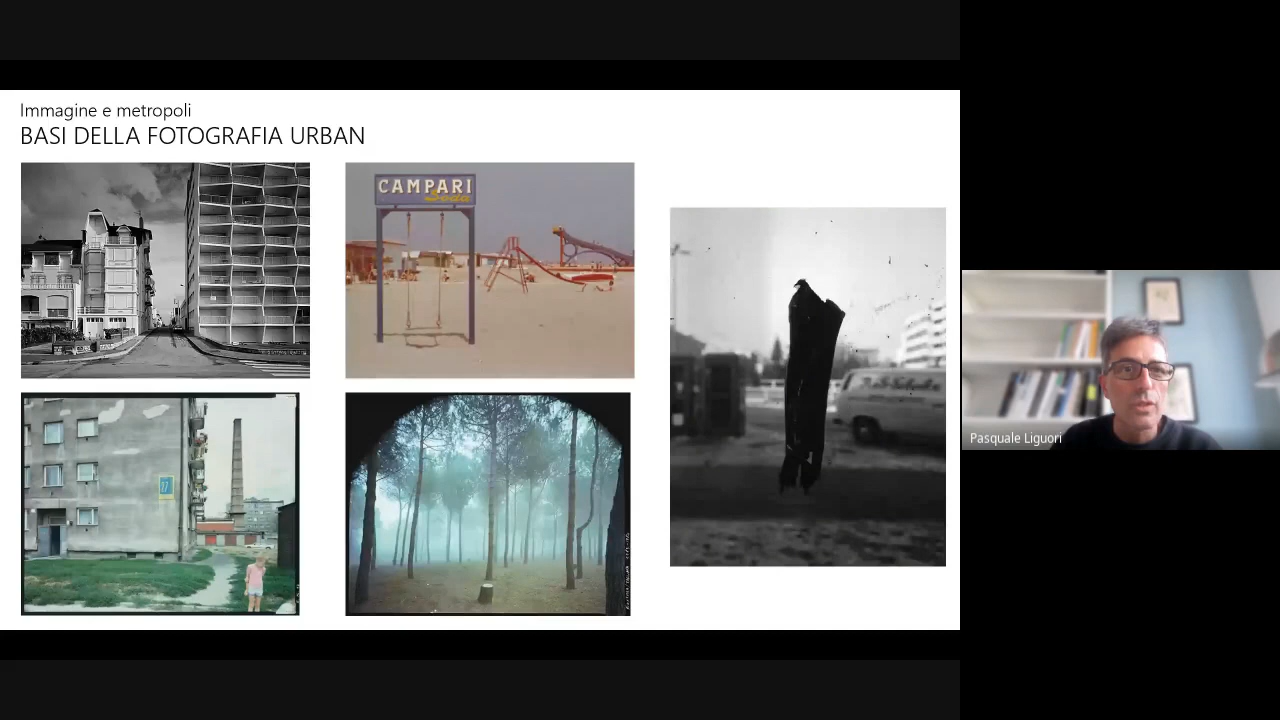 Immagine e metropoli
BASI DELLA FOTOGRAFIA URBAN
CAMPARI
Soda
17
Pasquale Liguori